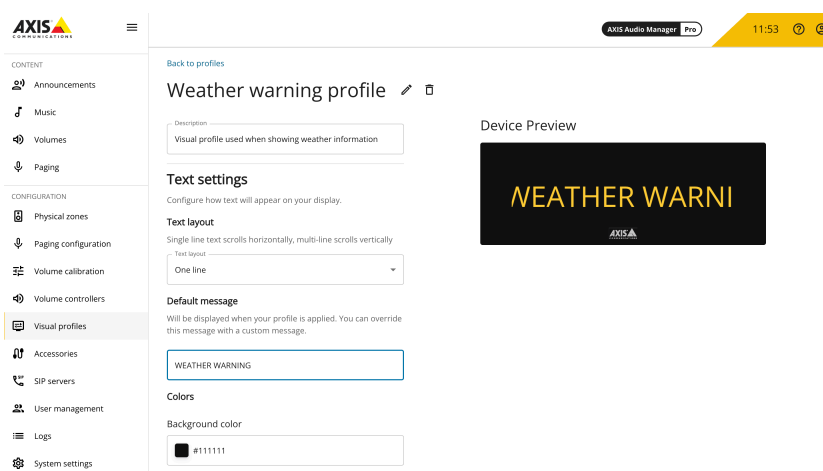 AXIS
COMMUNICATIONS
AXIS Audio Manager Pro
11:53
CONTENT
Announcements
Music
Volumes
Paging
CONFIGURATION
Physical zones
Paging configuration
Volume calibration
Volume controllers
Visual profiles
Accessories
SIP
SIP servers
User management
Logs
System settings
Back to profiles
Weather warning profile
Description
Visual profile used when showing weather information
Text settings
Configure how text will appear on your display.
Text layout
Single line text scrolls horizontally, multi-line scrolls vertically
Text layout
One line
Default message
Will be displayed when your profile is applied. You can override
this message with a custom message.
WEATHER WARNING
Colors
Background color
#111111
Device Preview
WEATHER WARNI
AXIS
COMMUNICATIONS